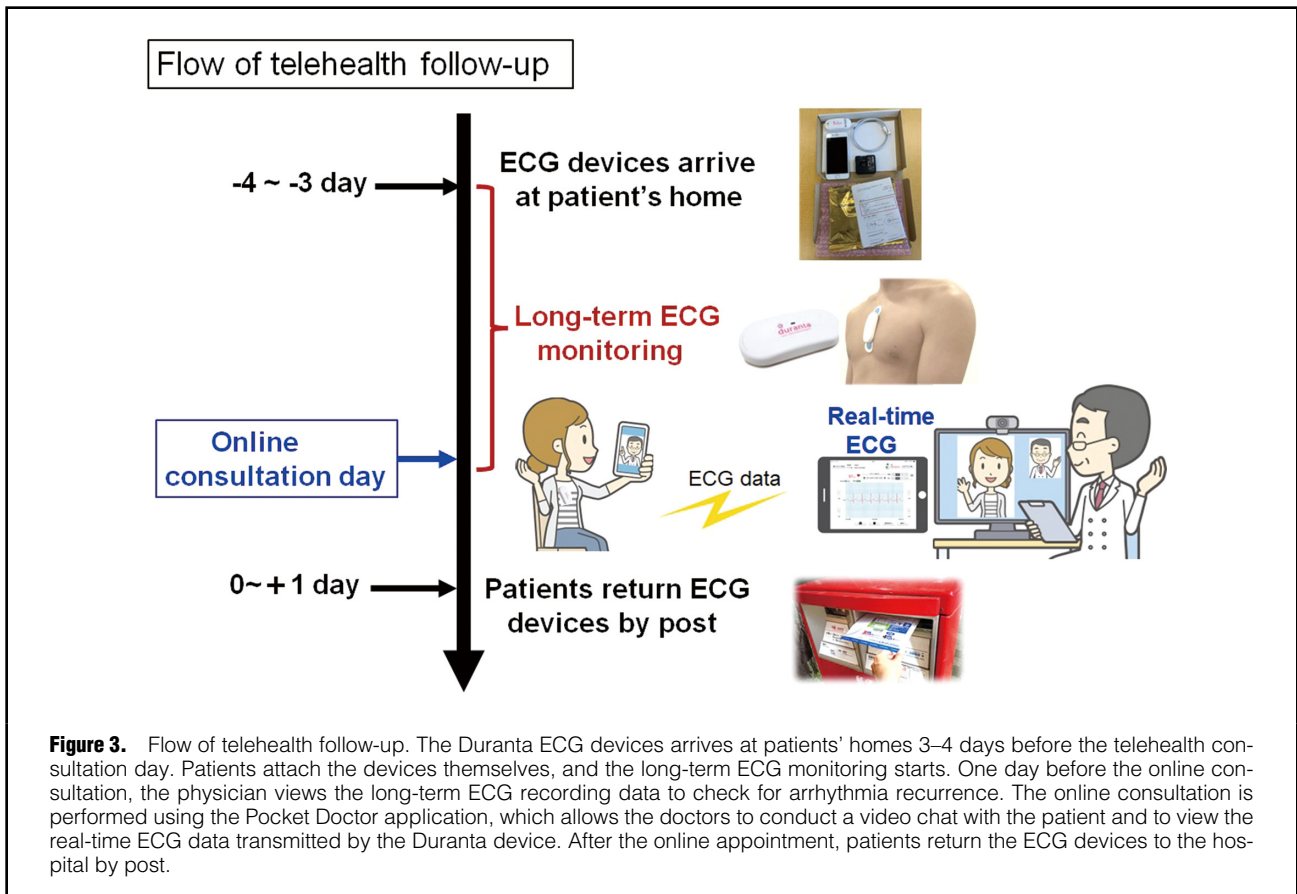 Flow of telehealth follow-up
-4 ~ -3 day
ECG devices arrive
at patient's home
Long-term ECG
monitoring
duranta
Online
consultation day
Real-time
ECG
ECG data
0~ + 1 day
Patients return ECG
devices by post
Figure 3. Flow of telehealth follow-up. The Duranta ECG devices arrives at patients' homes 3–4 days before the telehealth con-
sultation day. Patients attach the devices themselves, and the long-term ECG monitoring starts. One day before the online con-
sultation, the physician views the long-term ECG recording data to check for arrhythmia recurrence. The online consultation is
performed using the Pocket Doctor application, which allows the doctors to conduct a video chat with the patient and to view the
real-time ECG data transmitted by the Duranta device. After the online appointment, patients return the ECG devices to the hos-
pital by post.